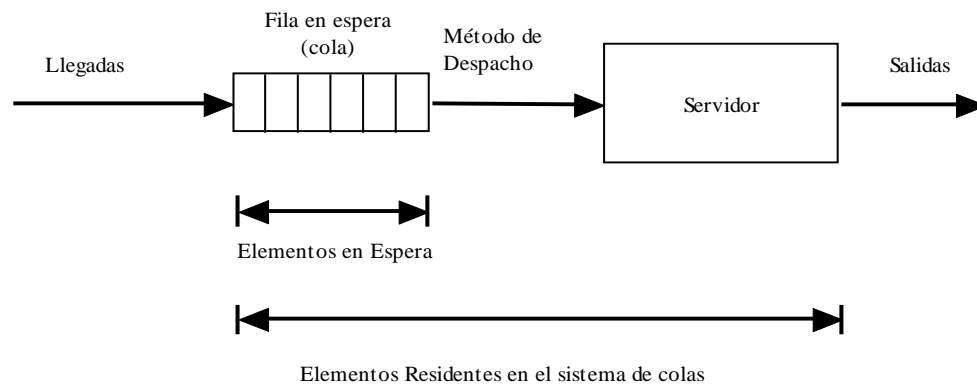 Fila en espera
(cola)
Método de
Despacho
Llegadas
Servidor
Salidas
Elementos en Espera
Elementos Residentes en el sistema de colas